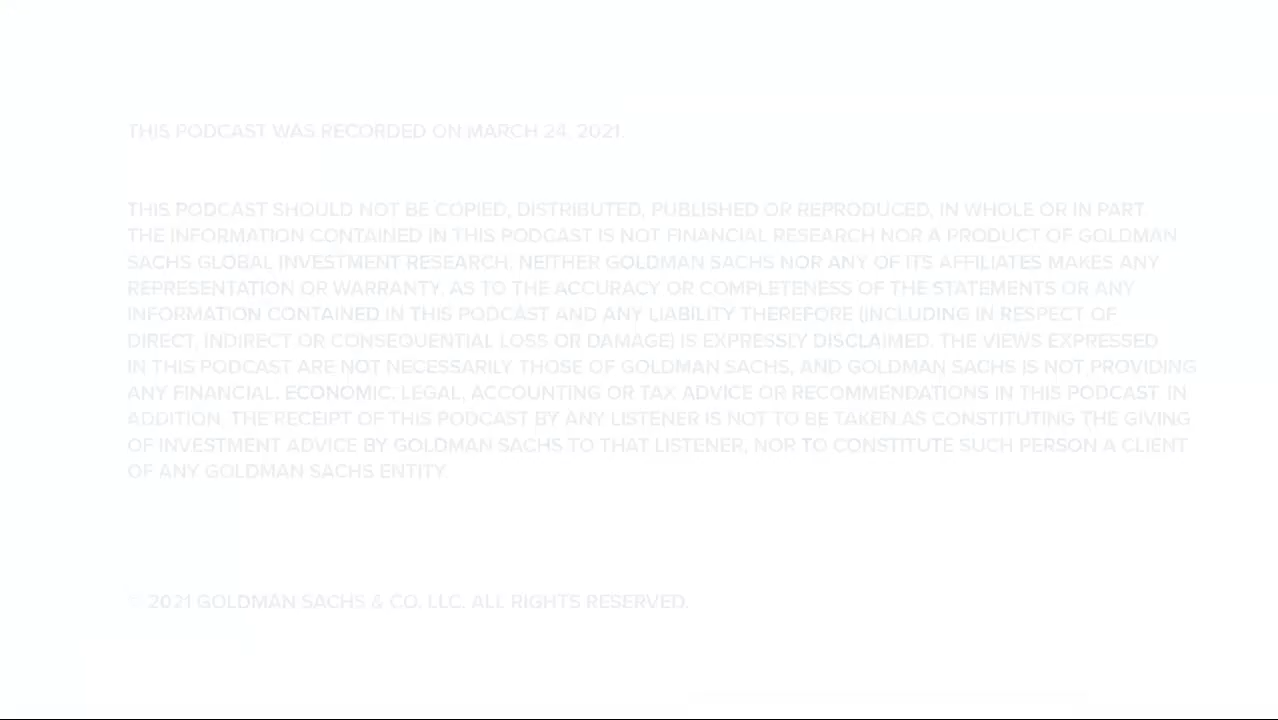 THIS PODCAST WAS RECORDED ON MARCH 24, 2021.
THIS PODCAST SHOULD NOT BE COPIED, DISTRIBUTED, PUBLISHED OR REPRODUCED, IN WHOLE OR IN PART.
THE INFORMATION CONTAINED IN THIS PODCAST IS NOT FINANCIAL RESEARCH NOR A PRODUCT OF GOLDMAN
SACHS GLOBAL INVESTMENT RESEARCH. NEITHER GOLDMAN SACHS NOR ANY OF ITS AFFILIATES MAKES ANY
REPRESENTATION OR WARRANTY, AS TO THE ACCURACY OR COMPLETENESS OF THE STATEMENTS OR ANY
INFORMATION CONTAINED IN THIS PODCAST AND ANY LIABILITY THEREFORE (INCLUDING IN RESPECT OF
DIRECT, INDIRECT OR CONSEQUENTIAL LOSS OR DAMAGE) IS EXPRESSLY DISCLAIMED. THE VIEWS EXPRESSED
IN THIS PODCAST ARE NOT NECESSARILY THOSE OF GOLDMAN SACHS, AND GOLDMAN SACHS IS NOT PROVIDING
ANY FINANCIAL, ECONOMIC, LEGAL, ACCOUNTING OR TAX ADVICE OR RECOMMENDATIONS IN THIS PODCAST. IN
ADDITION, THE RECEIPT OF THIS PODCAST BY ANY LISTENER IS NOT TO BE TAKEN AS CONSTITUTING THE GIVING
OF INVESTMENT ADVICE BY GOLDMAN SACHS TO THAT LISTENER, NOR TO CONSTITUTE SUCH PERSON A CLIENT
OF ANY GOLDMAN SACHS ENTITY.
© 2021 GOLDMAN SACHS & CO. LLC. ALL RIGHTS RESERVED.